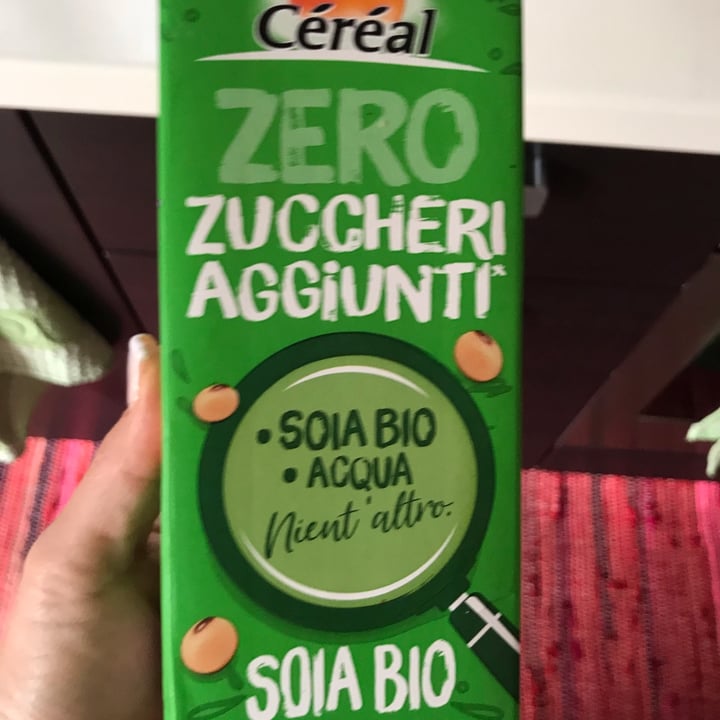 Céréal
ZERO
ZUCCHERI
AGGIUNTI*
• SOIA BIO
• ACQUA
Nient'altro.
SOIA BIO